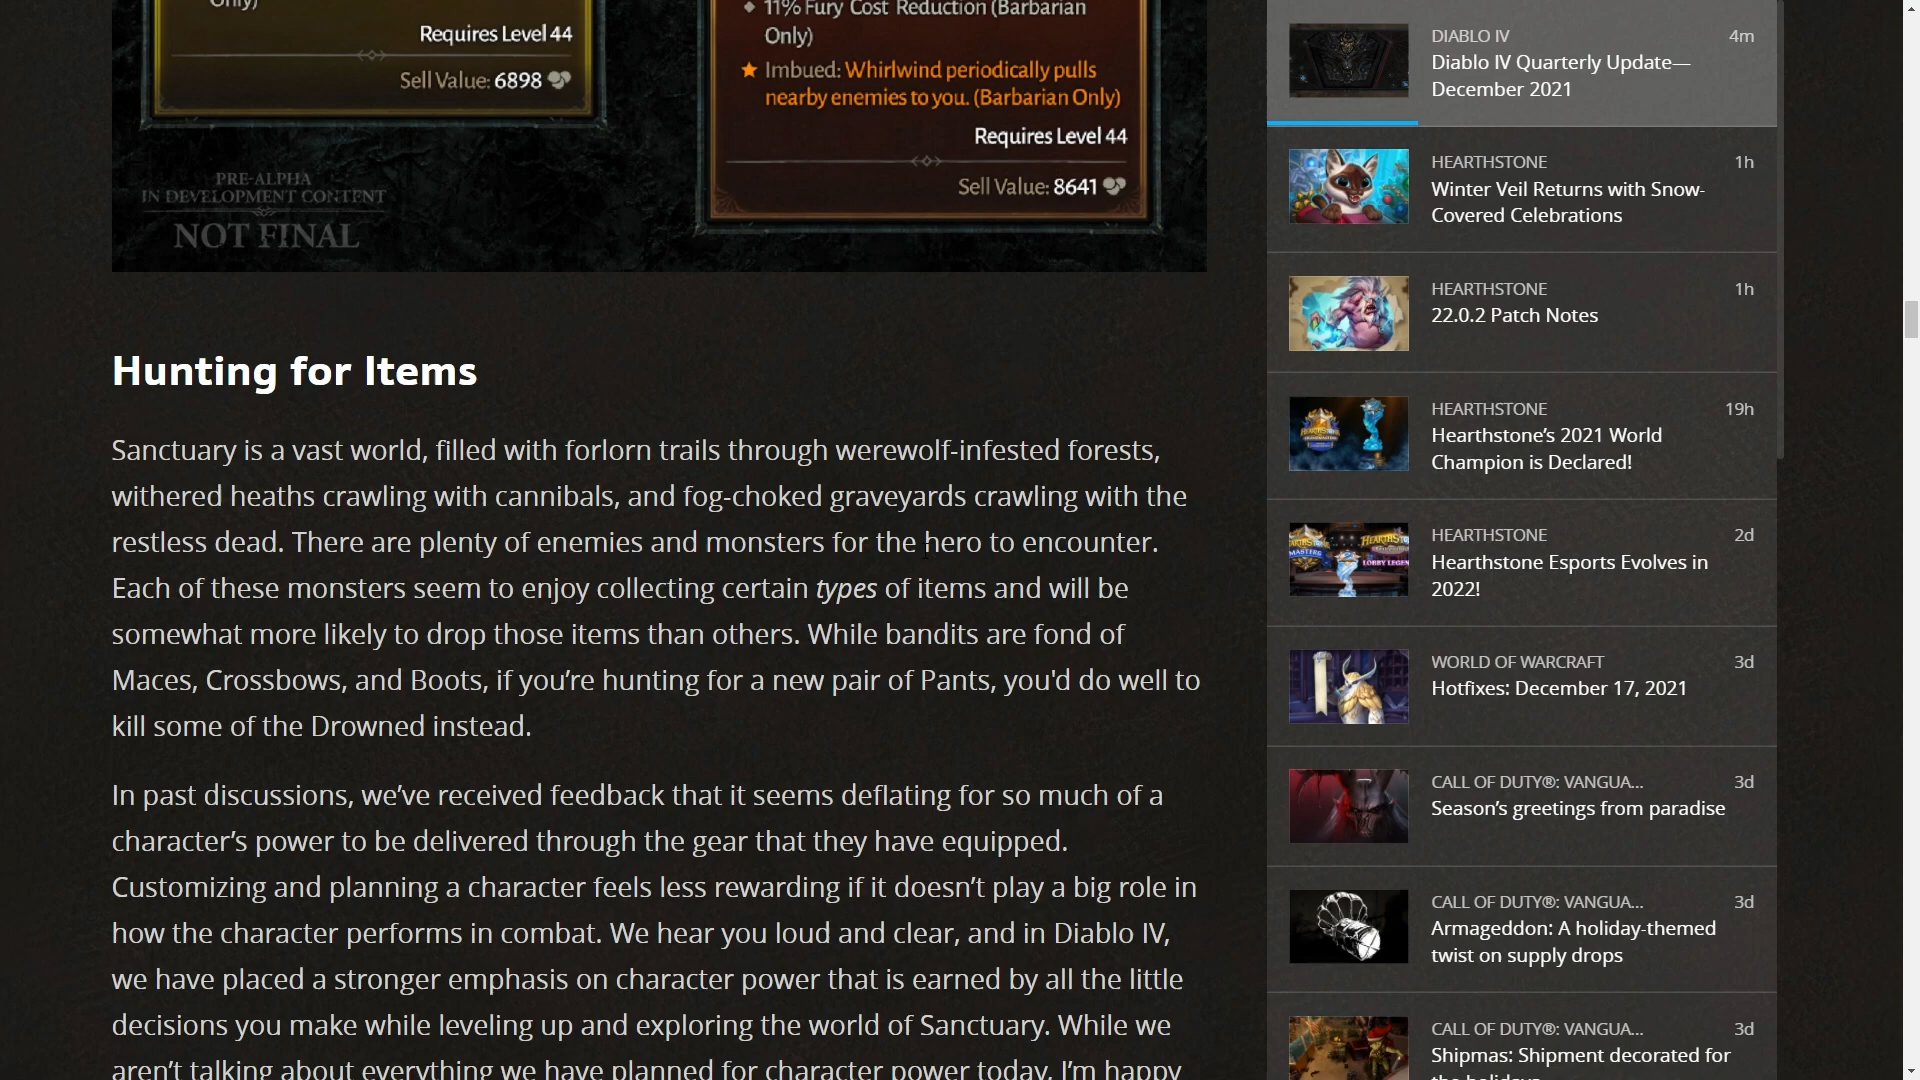 Only)
Requires Level 44
Sell Value: 6898
PRE-ALPHA
IN DEVELOPMENT CONTENT
NOT FINAL
11% Fury Cost Reduction (Barbarian
Only)
Imbued: Whirlwind periodically pulls
nearby enemies to you. (Barbarian Only)
Requires Level 44
Sell Value: 8641
Hunting for Items
Sanctuary is a vast world, filled with forlorn trails through werewolf-infested forests,
withered heaths crawling with cannibals, and fog-choked graveyards crawling with the
restless dead. There are plenty of enemies and monsters for the hero to encounter.
Each of these monsters seem to enjoy collecting certain types of items and will be
somewhat more likely to drop those items than others. While bandits are fond of
Maces, Crossbows, and Boots, if you’re hunting for a new pair of Pants, you'd do well to
kill some of the Drowned instead.
In past discussions, we’ve received feedback that it seems deflating for so much of a
character’s power to be delivered through the gear that they have equipped.
Customizing and planning a character feels less rewarding if it doesn’t play a big role in
how the character performs in combat. We hear you loud and clear, and in Diablo IV,
we have placed a stronger emphasis on character power that is earned by all the little
decisions you make while leveling up and exploring the world of Sanctuary. While we
aren’t talking about everything we have planned for character power today, I’m happy
DIABLO IV 4m
Diablo IV Quarterly Update—
December 2021
HEARTHSTONE 1h
Winter Veil Returns with Snow-
Covered Celebrations
HEARTHSTONE 1h
22.0.2 Patch Notes
HEARTHSTONE 19h
Hearthstone’s 2021 World
Champion is Declared!
HEARTHSTONE 2d
Hearthstone Esports Evolves in
2022!
WORLD OF WARCRAFT 3d
Hotfixes: December 17, 2021
CALL OF DUTY®: VANGUA... 3d
Season’s greetings from paradise
CALL OF DUTY®: VANGUA... 3d
Armageddon: A holiday-themed
twist on supply drops
CALL OF DUTY®: VANGUA... 3d
Shipmas: Shipment decorated for
the holidays